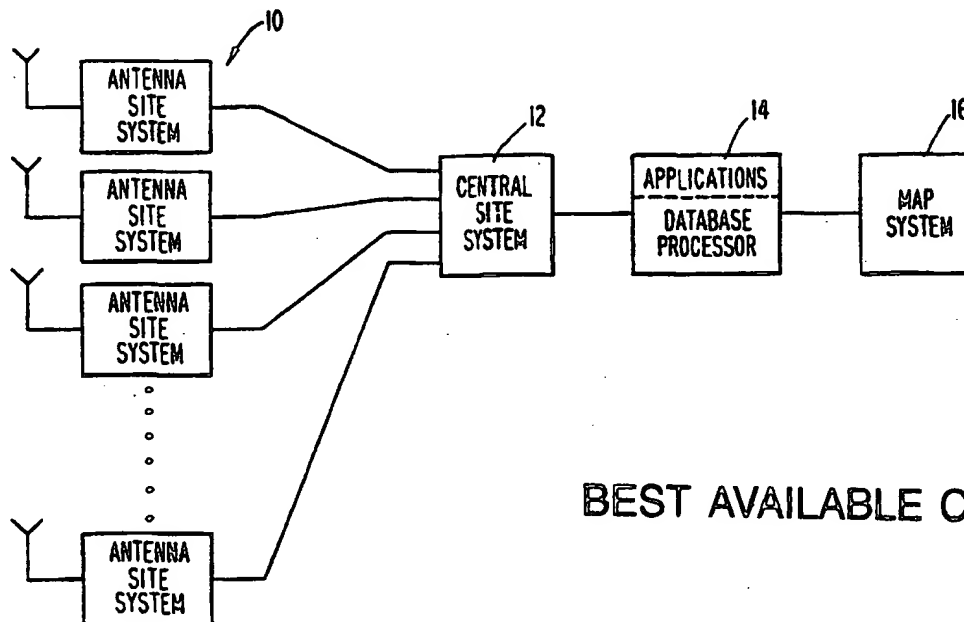 10
ANTENNA
SITE
SYSTEM
ANTENNA
SITE
SYSTEM
ANTENNA
SITE
SYSTEM
ANTENNA
SITE
SYSTEM
12
CENTRAL
SITE
SYSTEM
14
APPLICATIONS
DATABASE
PROCESSOR
16
MAP
SYSTEM
BEST AVAILABLE C